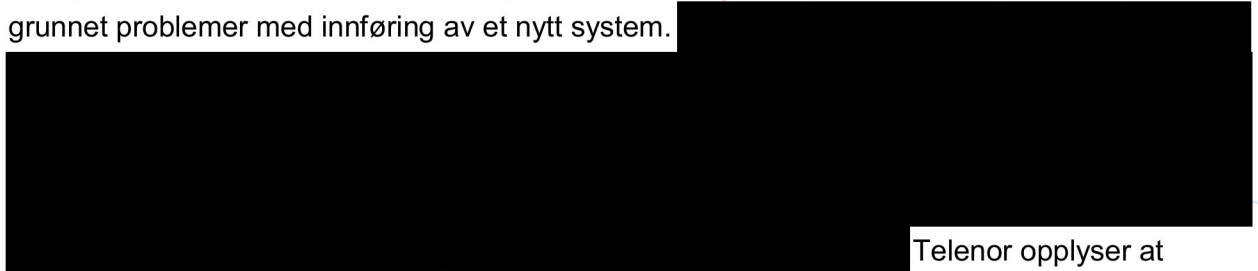 grunnet problemer med innføring av et nytt system.
Telenor opplyser at